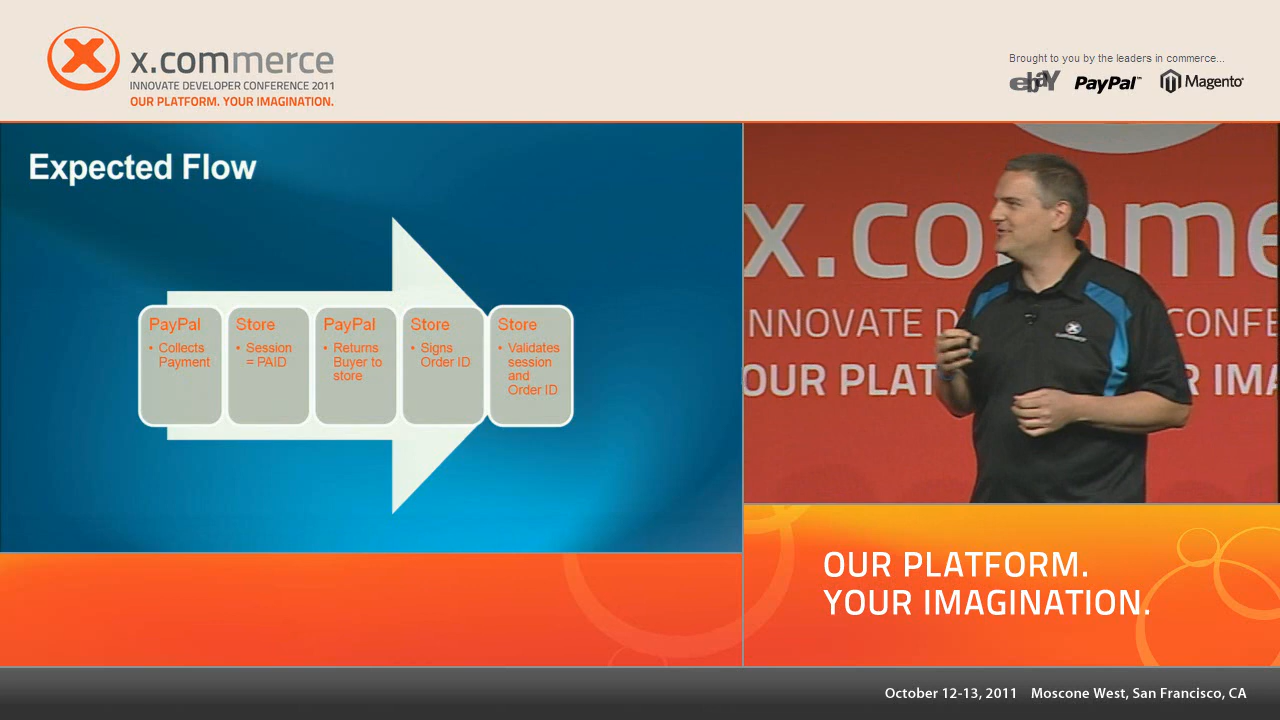 x.commerce
INNOVATE DEVELOPER CONFERENCE 2011
OUR PLATFORM. YOUR IMAGINATION.
Brought to you by the leaders in commerce...
ebaY PayPal™ Magento®
Expected Flow
PayPal
• Collects
Payment
Store
• Session
= PAID
PayPal
• Returns
Buyer to
store
Store
• Signs
Order ID
Store
• Validates
session
and
Order ID
x.comme
NNOVATE D CONFE
OUR PLAT R IMA
OUR PLATFORM.
YOUR IMAGINATION.
October 12-13, 2011 Moscone West, San Francisco, CA